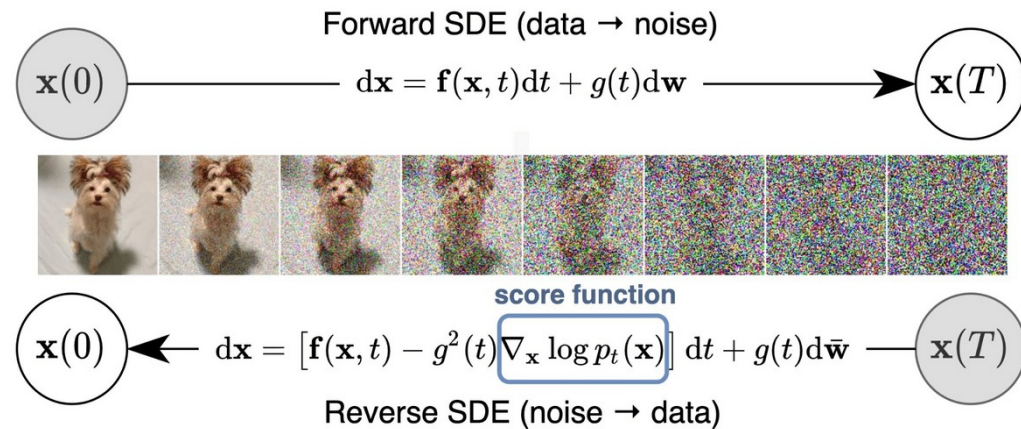 Forward SDE (data → noise)
x(0) dx = f(x, t)dt + g(t)dw x(T)
score function
x(0) dx = [f(x, t) − g²(t)∇ₓ log pₜ(x)] dt + g(t)dw̄ x(T)
Reverse SDE (noise → data)